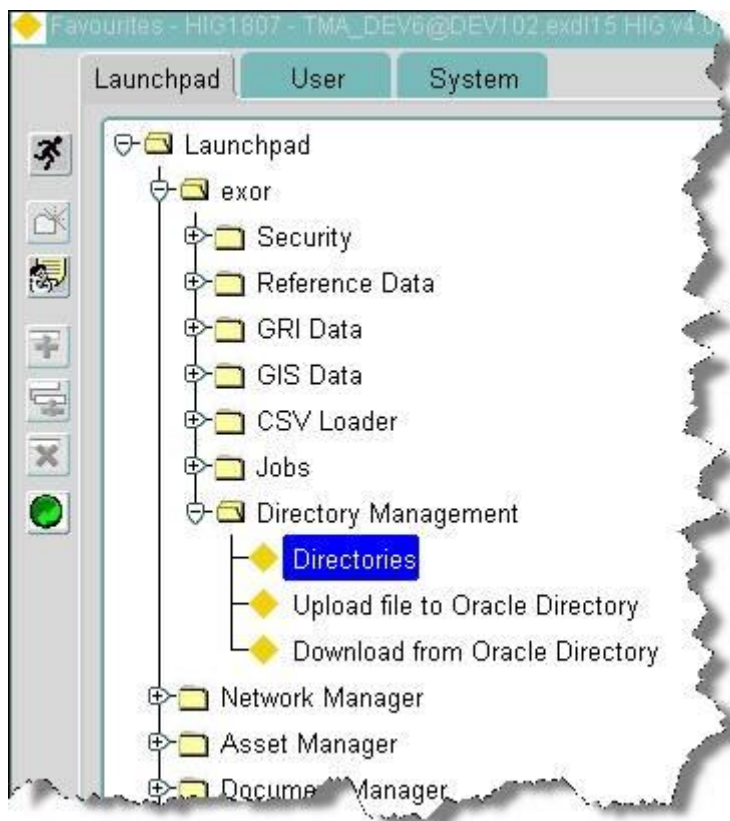 Favourites - HIG1807 - TMA_DEV6@DEV102.exdl15 HIG v4.0
Launchpad User System
Launchpad
exor
Security
Reference Data
GRI Data
GIS Data
CSV Loader
Jobs
Directory Management
Directories
Upload file to Oracle Directory
Download from Oracle Directory
Network Manager
Asset Manager
Document Manager